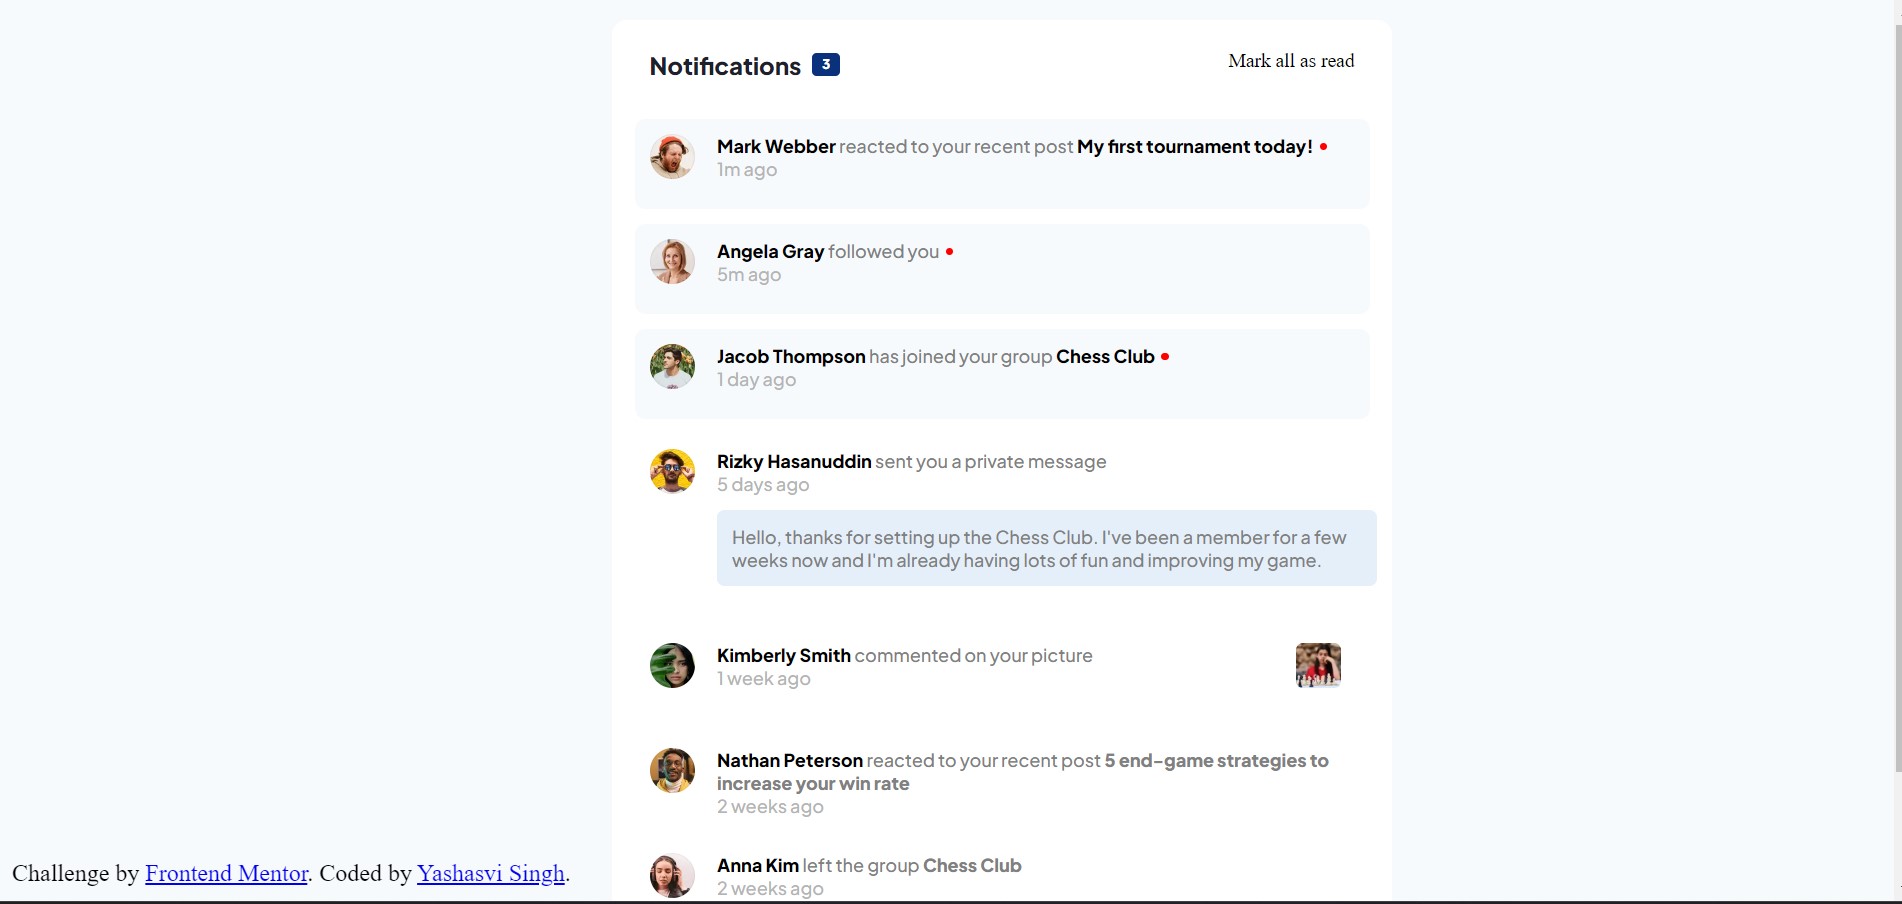 Notifications 3
Mark all as read
Mark Webber reacted to your recent post My first tournament today!
1m ago
Angela Gray followed you
5m ago
Jacob Thompson has joined your group Chess Club
1 day ago
Rizky Hasanuddin sent you a private message
5 days ago
Hello, thanks for setting up the Chess Club. I've been a member for a few
weeks now and I'm already having lots of fun and improving my game.
Kimberly Smith commented on your picture
1 week ago
Nathan Peterson reacted to your recent post 5 end-game strategies to
increase your win rate
2 weeks ago
Anna Kim left the group Chess Club
2 weeks ago
Challenge by Frontend Mentor. Coded by Yashasvi Singh.